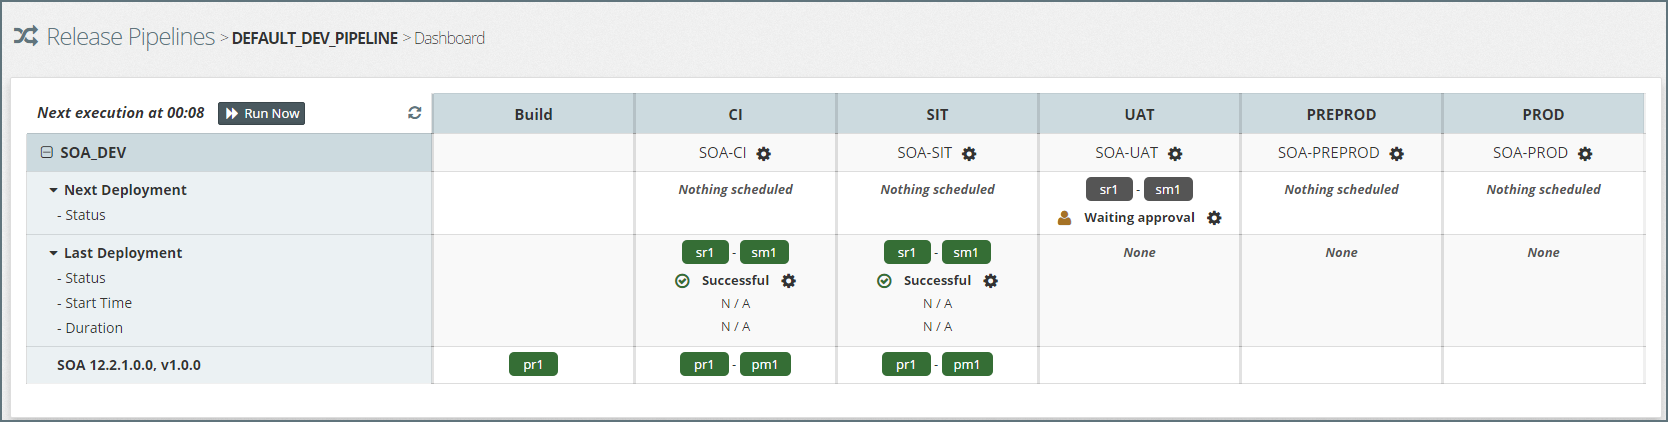 Release Pipelines > DEFAULT_DEV_PIPELINE > Dashboard
Next execution at 00:08 Run Now Build CI SIT UAT PREPROD PROD
SOA_DEV SOA-CI SOA-SIT SOA-UAT SOA-PREPROD SOA-PROD
Next Deployment Nothing scheduled Nothing scheduled sr1 - sm1 Nothing scheduled Nothing scheduled
- Status Waiting approval
Last Deployment sr1 - sm1 sr1 - sm1 None None None
- Status Successful Successful
- Start Time N / A N / A
- Duration N / A N / A
SOA 12.2.1.0.0, v1.0.0 pr1 pr1 - pm1 pr1 - pm1